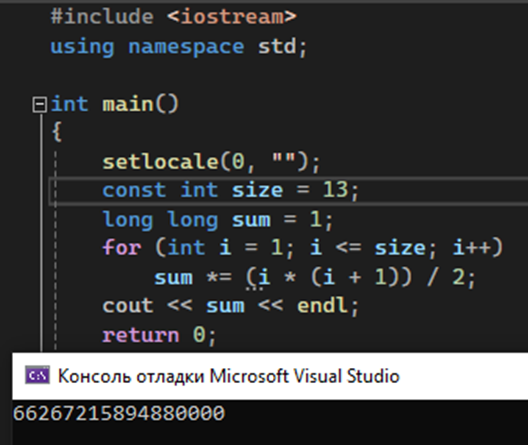 #include <iostream>
using namespace std;
int main()
{
setlocale(0, "");
const int size = 13;
long long sum = 1;
for (int i = 1; i <= size; i++)
sum *= (i * (i + 1)) / 2;
cout << sum << endl;
return 0;
C:\ Консоль отладки Microsoft Visual Studio
66267215894880000